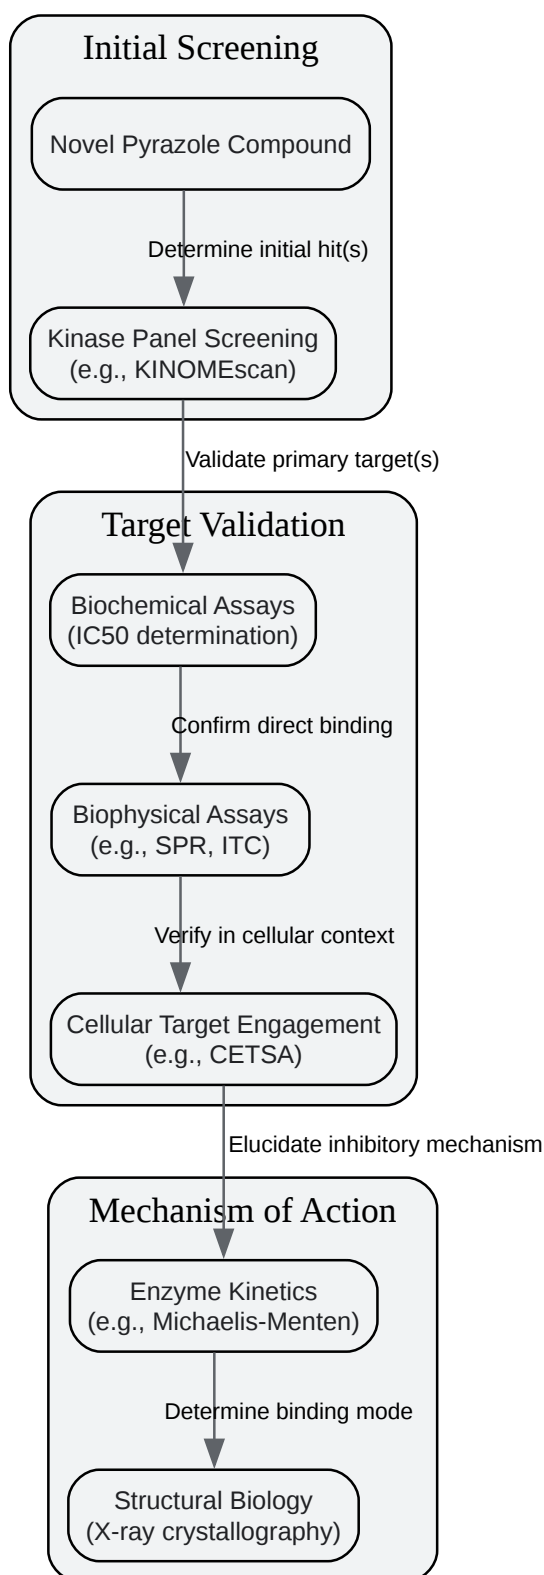 Initial Screening
Novel Pyrazole Compound
Determine initial hit(s)
Kinase Panel Screening
(e.g., KINOMEscan)
Validate primary target(s)
Target Validation
Biochemical Assays
(IC50 determination)
Confirm direct binding
Biophysical Assays
(e.g., SPR, ITC)
Verify in cellular context
Cellular Target Engagement
(e.g., CETSA)
Elucidate inhibitory mechanism
Mechanism of Action
Enzyme Kinetics
(e.g., Michaelis-Menten)
Determine binding mode
Structural Biology
(X-ray crystallography)